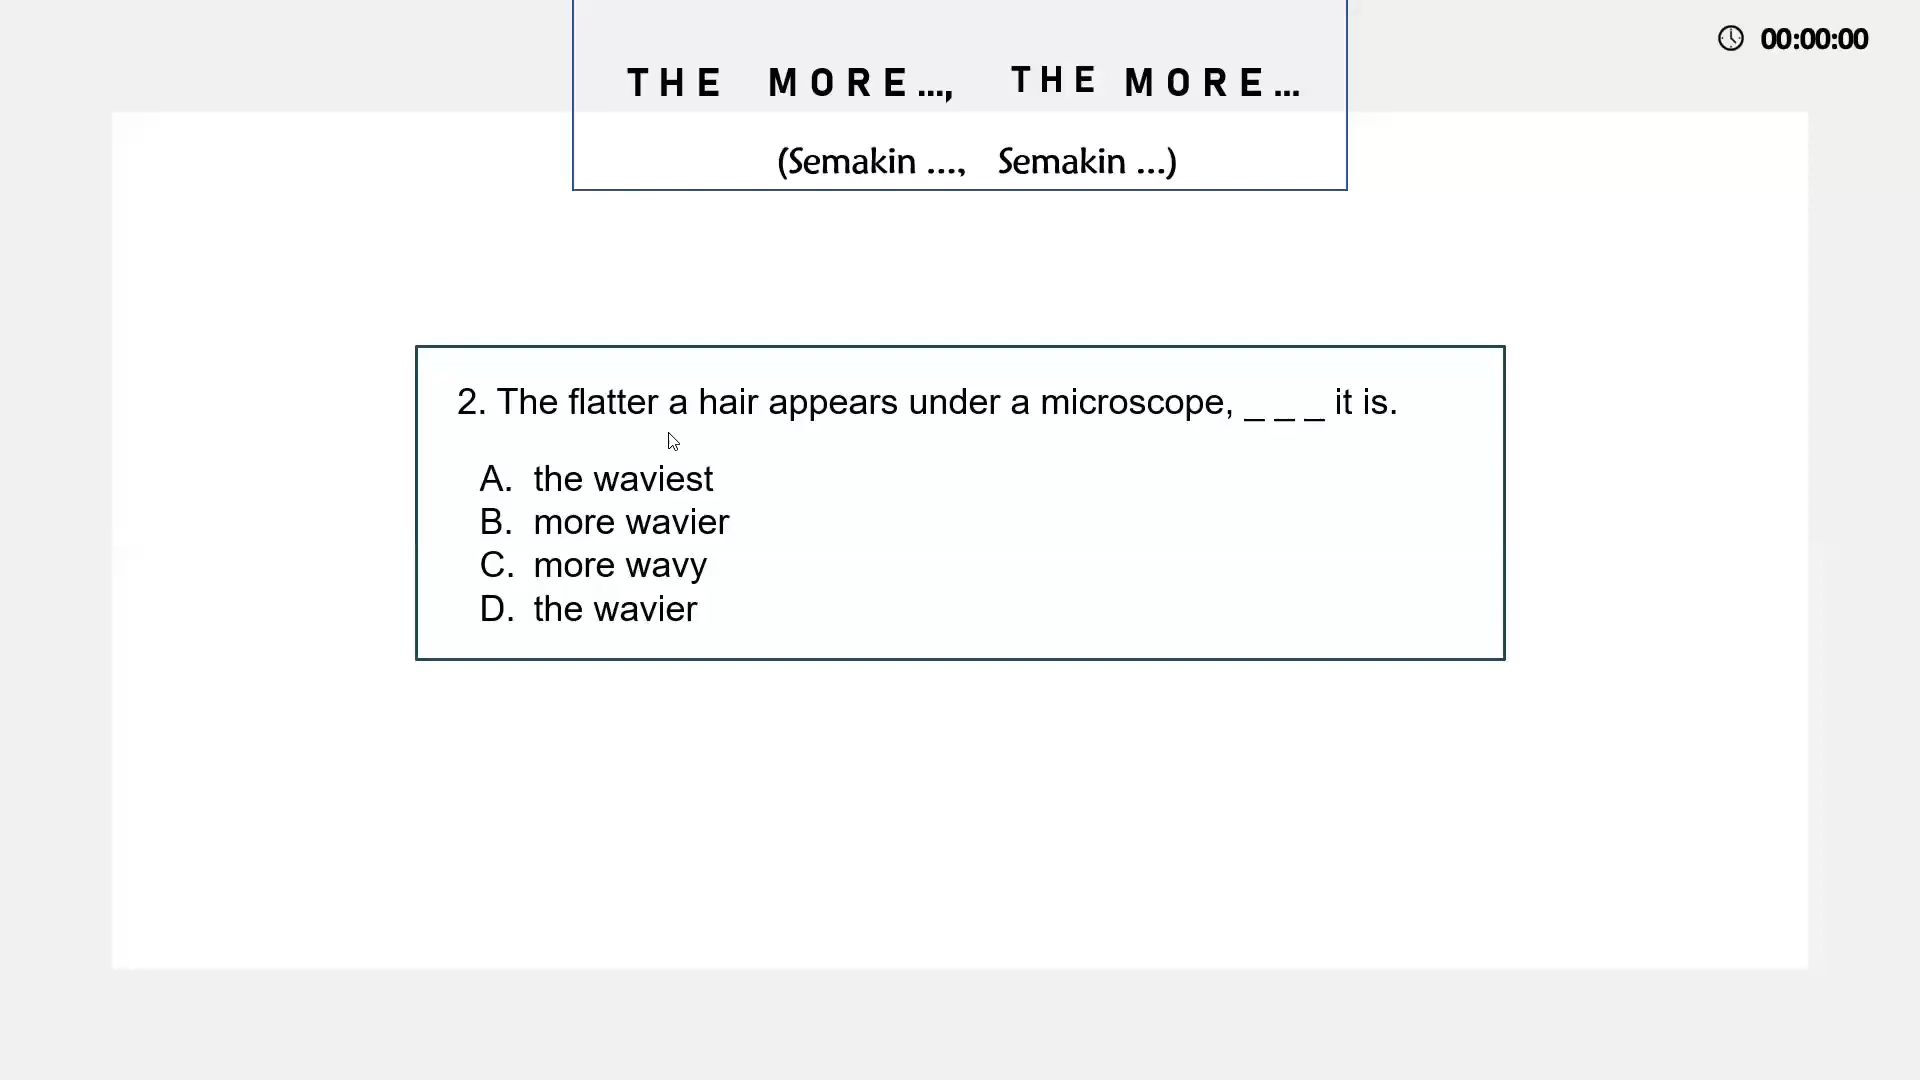 00:00:00
THE MORE…, THE MORE…
(Semakin …, Semakin …)
2. The flatter a hair appears under a microscope, _ _ _ it is.
A. the waviest
B. more wavier
C. more wavy
D. the wavier